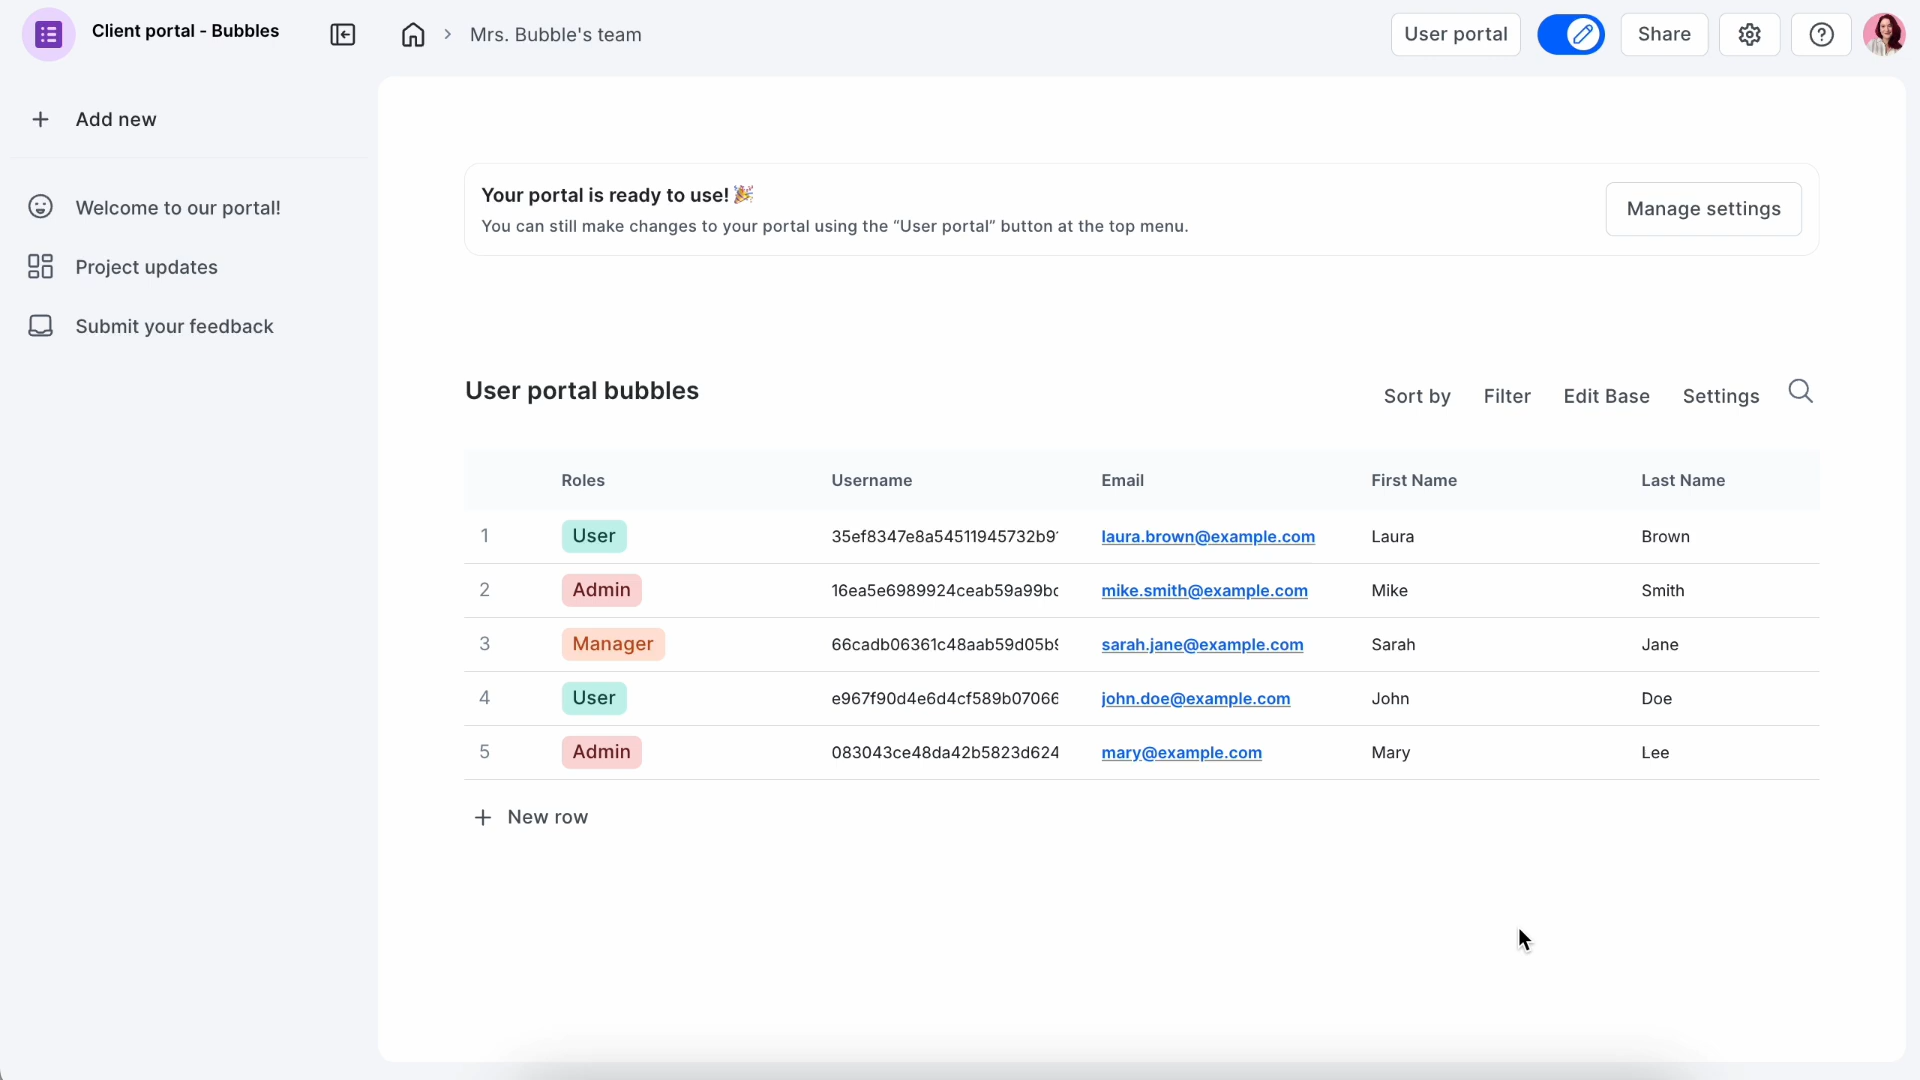 Client portal - Bubbles
Mrs. Bubble's team
User portal
Share
Add new
Welcome to our portal!
Project updates
Submit your feedback
Your portal is ready to use! 🎉
You can still make changes to your portal using the “User portal” button at the top menu.
Manage settings
User portal bubbles
Sort by Filter Edit Base Settings
Roles Username Email First Name Last Name
1 User 35ef8347e8a54511945732b9 laura.brown@example.com Laura Brown
2 Admin 16ea5e6989924ceab59a99b mike.smith@example.com Mike Smith
3 Manager 66cadb06361c48aab59d05b sarah.jane@example.com Sarah Jane
4 User e967f90d4e6d4cf589b07066 john.doe@example.com John Doe
5 Admin 083043ce48da42b5823d624 mary@example.com Mary Lee
New row